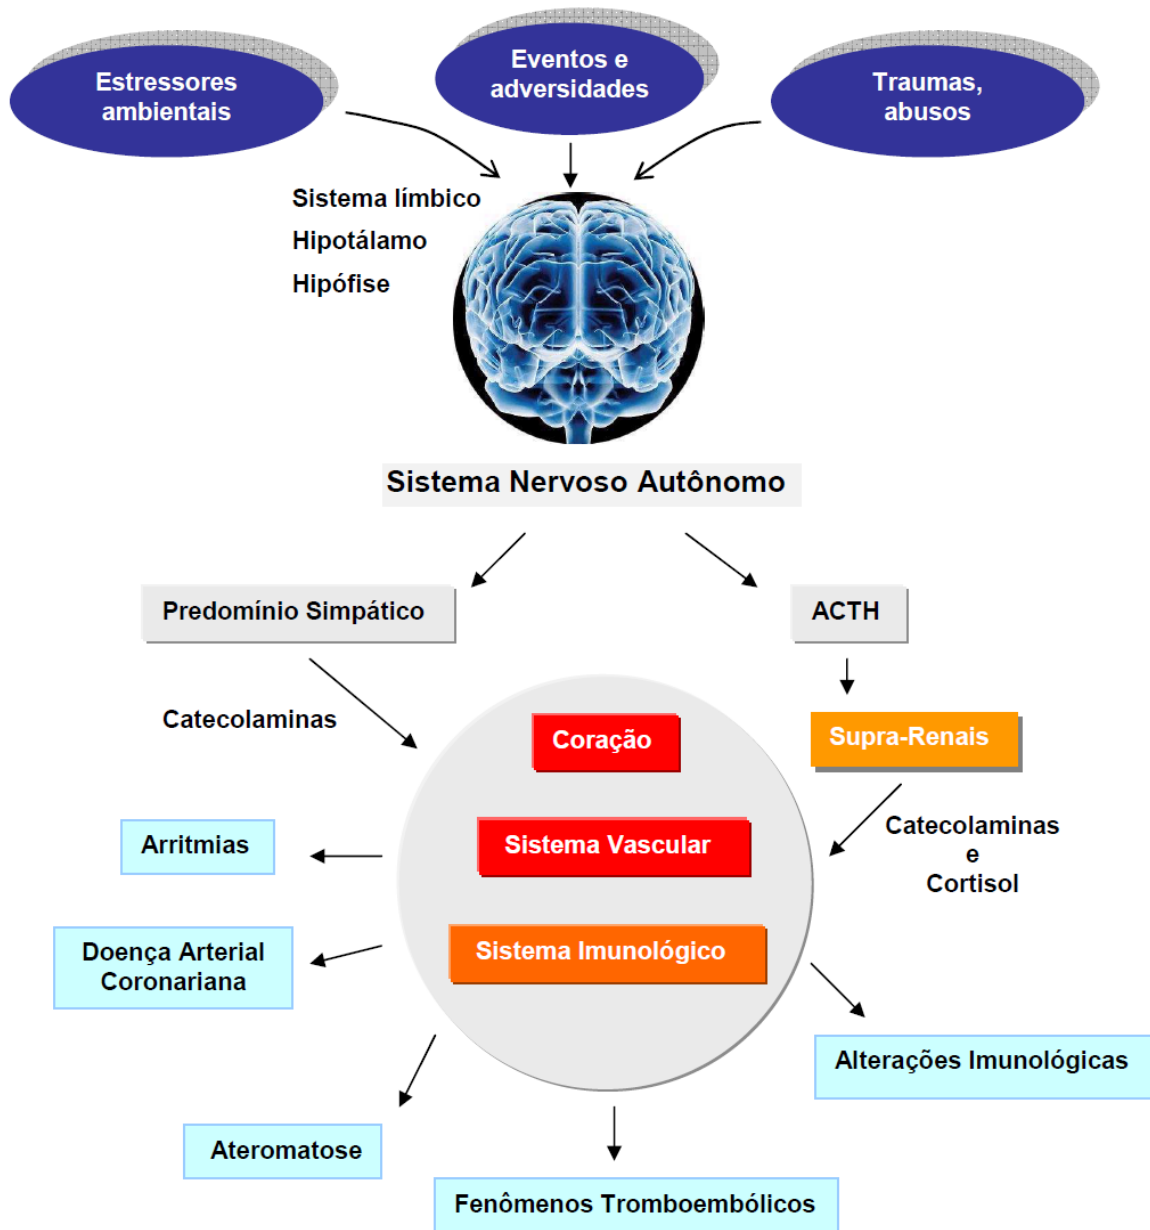 Estressores
ambientais
Eventos e
adversidades
Traumas,
abusos
Sistema límbico
Hipotálamo
Hipófise
Sistema Nervoso Autônomo
Predomínio Simpático
ACTH
Catecolaminas
Coração
Supra-Renais
Sistema Vascular
Catecolaminas
e
Cortisol
Arritmias
Sistema Imunológico
Doença Arterial
Coronariana
Alterações Imunológicas
Ateromatose
Fenômenos Tromboembólicos